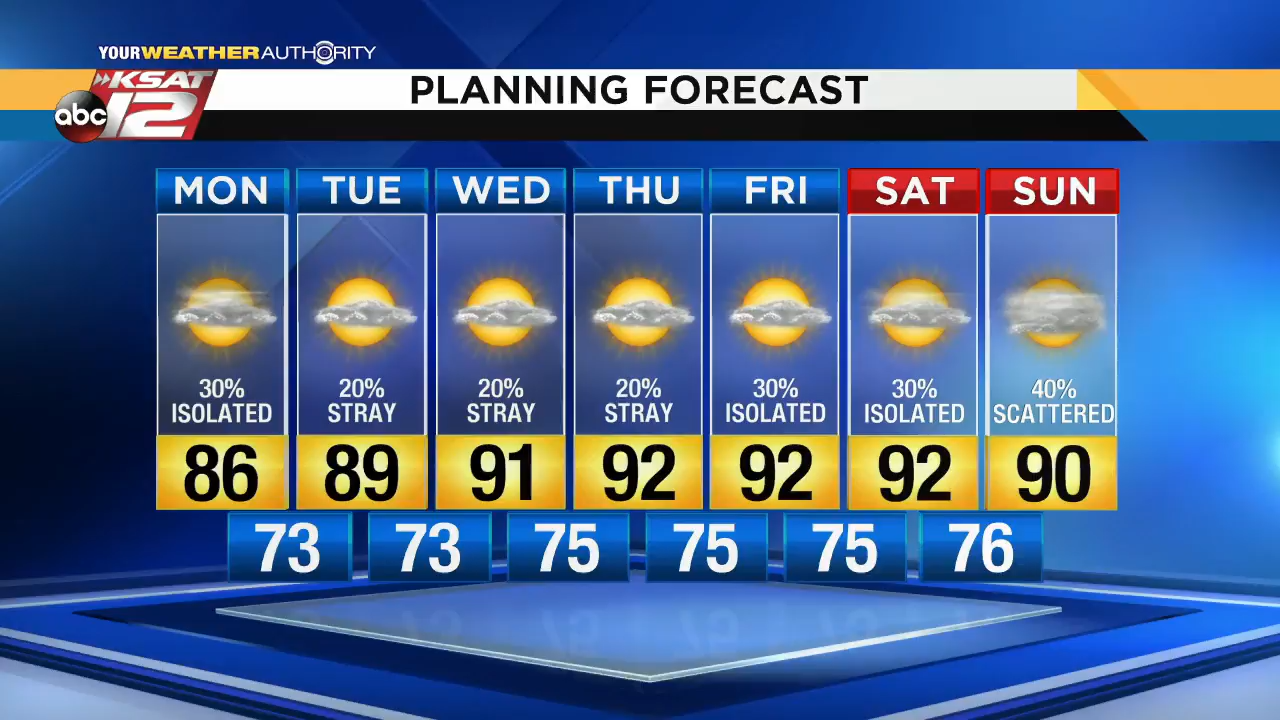 YOURWEATHERAUTHORITY
KSAT
abc 12
PLANNING FORECAST
MON TUE WED THU FRI SAT SUN
30% 20% 20% 20% 30% 30% 40%
ISOLATED STRAY STRAY STRAY ISOLATED ISOLATED SCATTERED
86 89 91 92 92 92 90
73 73 75 75 75 76